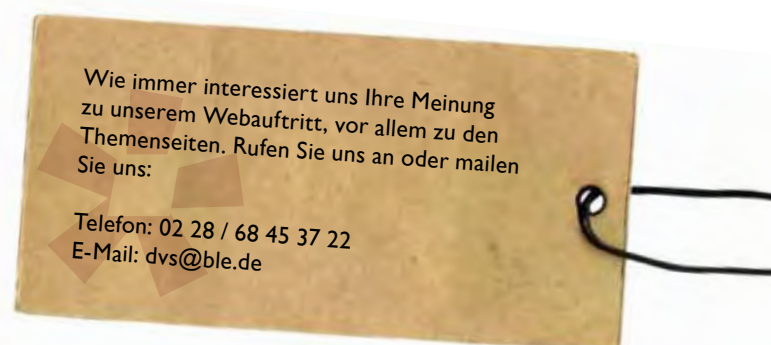 Wie immer interessiert uns Ihre Meinung
zu unserem Webauftritt, vor allem zu den
Themenseiten. Rufen Sie uns an oder mailen
Sie uns:
Telefon: 02 28 / 68 45 37 22
E-Mail: dvs@ble.de